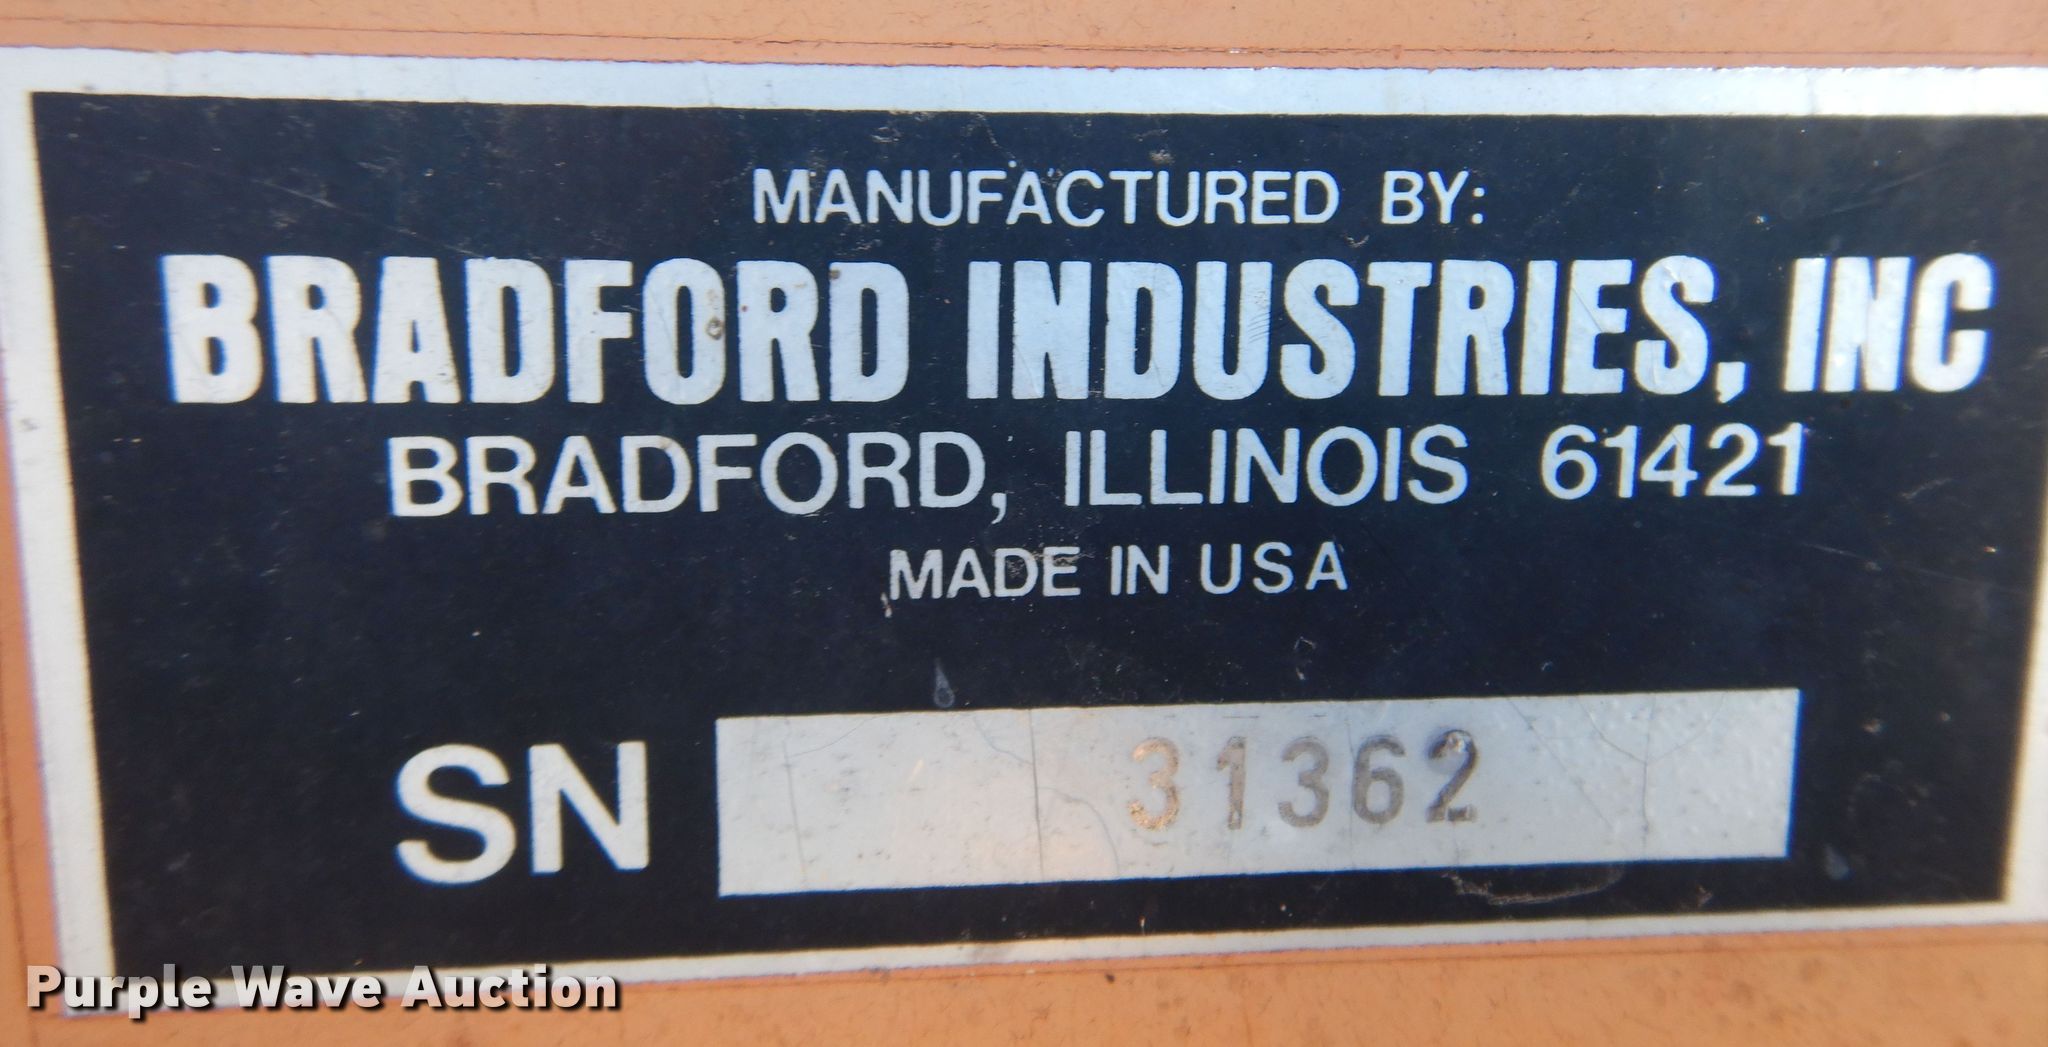 MANUFACTURED BY:
BRADFORD INDUSTRIES, INC
BRADFORD, ILLINOIS 61421
MADE IN USA
SN 31362
Purple Wave Auction